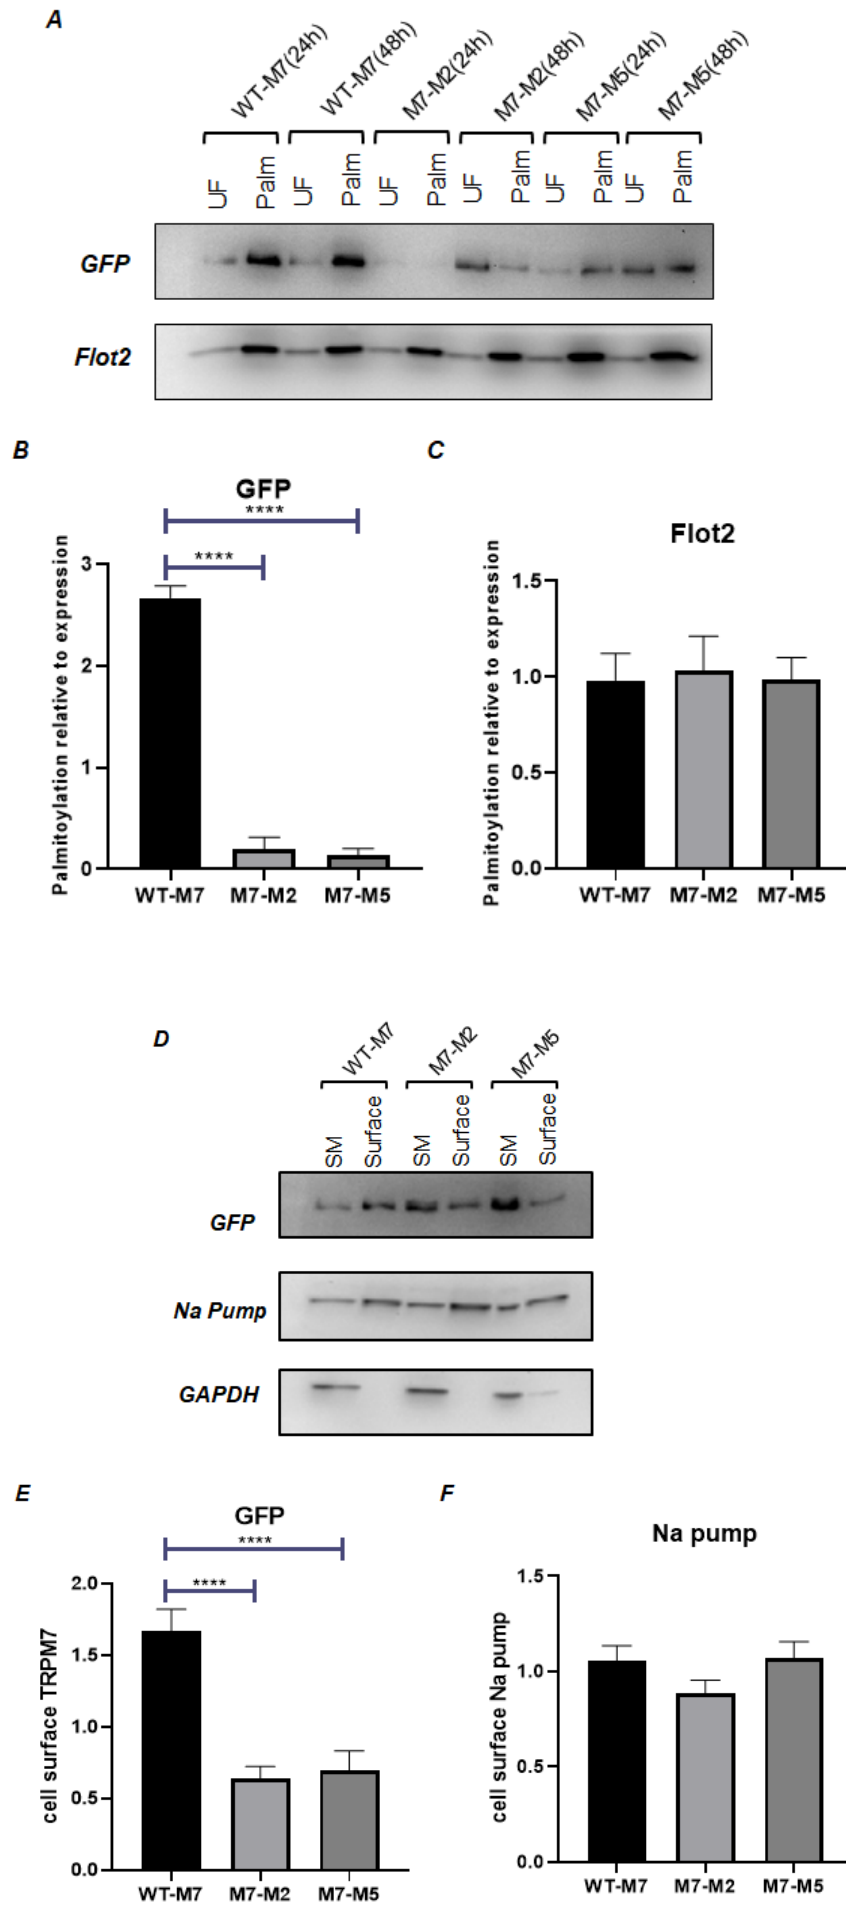 A
WT-M7(24h)
WT-M7(48h)
M7-M2(24h)
M7-M2(48h)
M7-M5(24h)
M7-M5(48h)
UF Palm UF Palm UF Palm UF Palm UF Palm UF Palm
GFP
Flot2
B
GFP
****
****
Palmitoylation relative to expression
3
2
1
0
WT-M7 M7-M2 M7-M5
C
Flot2
Palmitoylation relative to expression
1.5
1.0
0.5
0.0
WT-M7 M7-M2 M7-M5
D
WT-M7
M7-M2
M7-M5
SM Surface SM Surface SM Surface
GFP
Na Pump
GAPDH
E
GFP
****
****
cell surface TRPM7
2.0
1.5
1.0
0.5
0.0
WT-M7 M7-M2 M7-M5
F
Na pump
cell surface Na pump
1.5
1.0
0.5
0.0
WT-M7 M7-M2 M7-M5